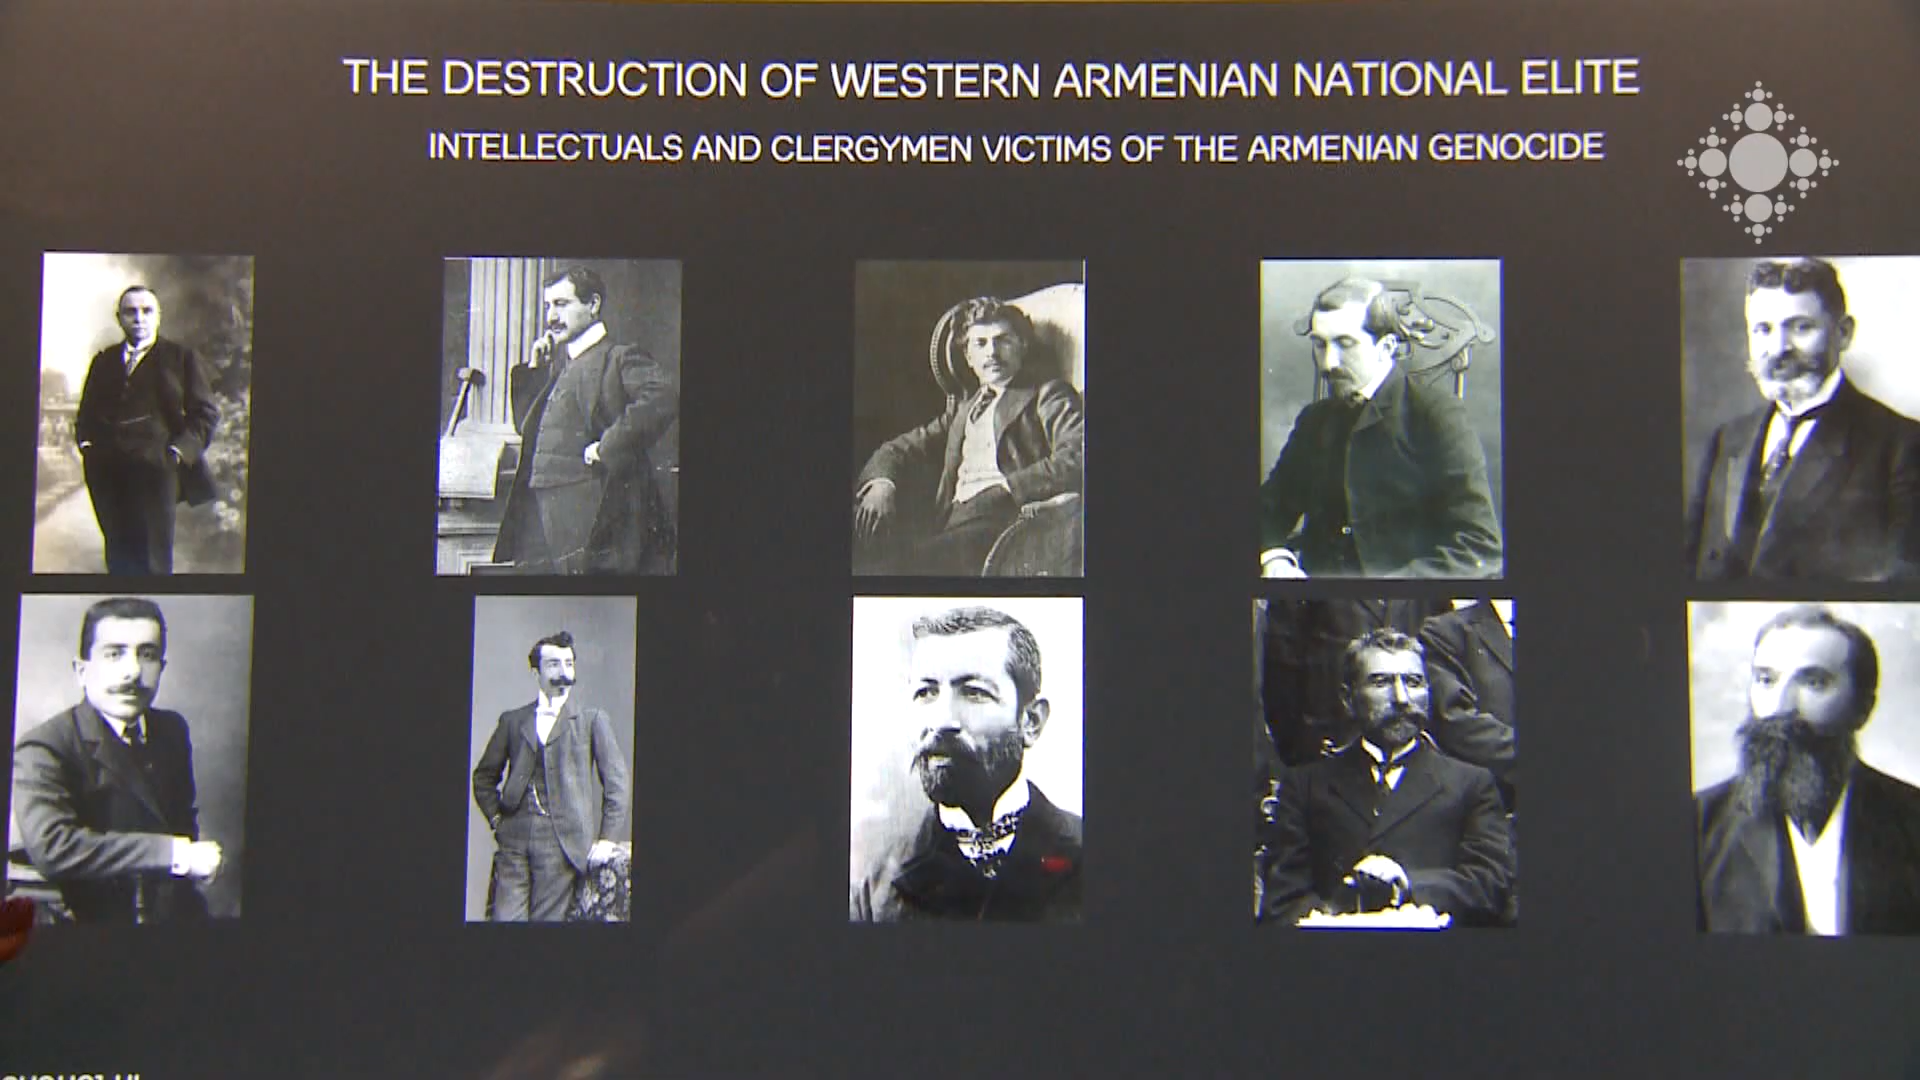 THE DESTRUCTION OF WESTERN ARMENIAN NATIONAL ELITE
INTELLECTUALS AND CLERGYMEN VICTIMS OF THE ARMENIAN GENOCIDE